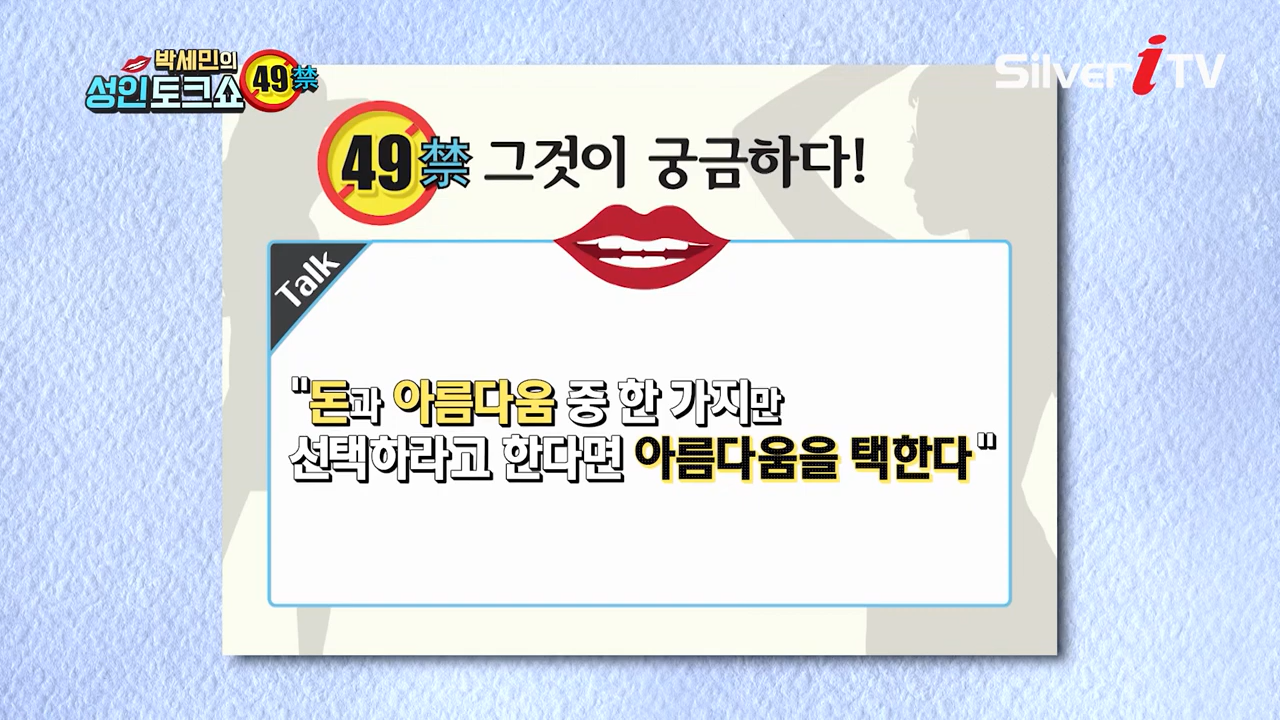 박세민의
성인토크쇼 49禁
Silver i TV
49禁 그것이 궁금하다!
Talk
"돈과 아름다움 중 한 가지만
선택하라고 한다면 아름다움을 택한다"